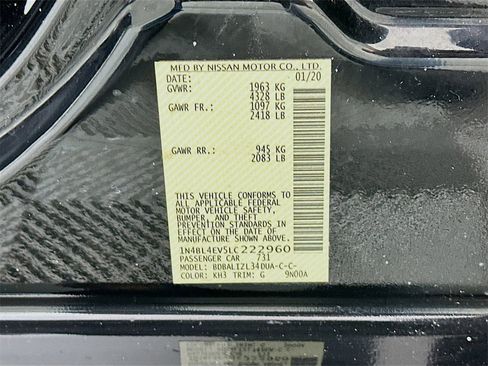 MFD BY NISSAN MOTOR CO., LTD.
DATE: 01/20
GVWR: 1963 KG
4328 LB
GAWR FR: 1097 KG
2418 LB
GAWR RR: 945 KG
2083 LB
THIS VEHICLE CONFORMS TO
ALL APPLICABLE FEDERAL
MOTOR VEHICLE SAFETY,
BUMPER, AND THEFT
PREVENTION STANDARDS
IN EFFECT ON THE DATE OF
MANUFACTURE SHOWN ABOVE.
1N4BL4EV5LC222960
PASSENGER CAR 731
MODEL: BDBALIZL34DUA-C-C-
COLOR: KH3 TRIM: G 9N00A